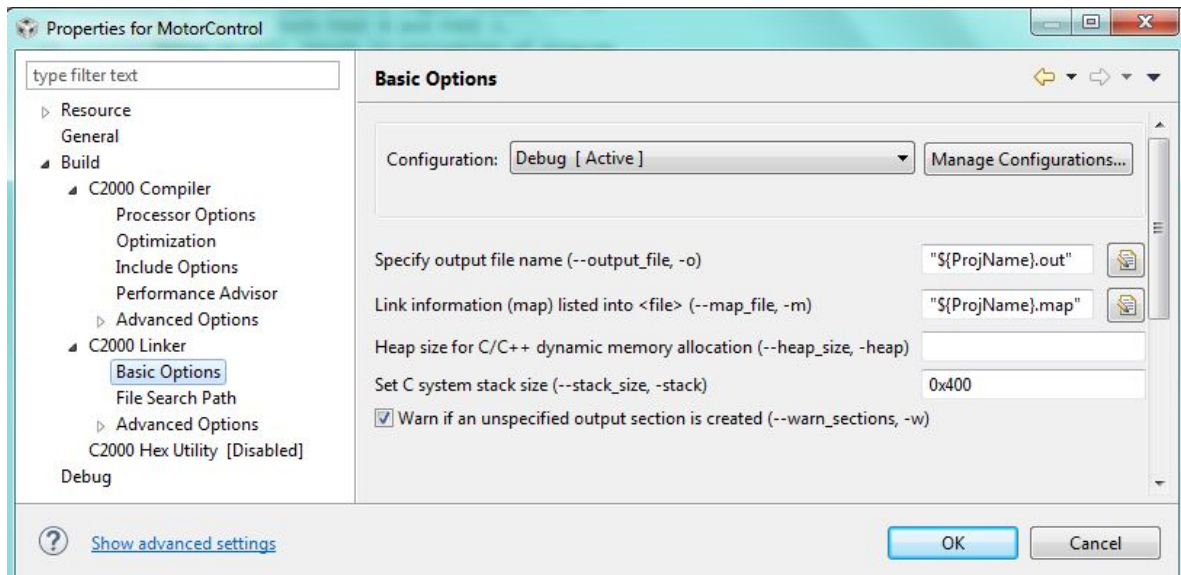 Properties for MotorControl
type filter text
Resource
General
Build
C2000 Compiler
Processor Options
Optimization
Include Options
Performance Advisor
Advanced Options
C2000 Linker
Basic Options
File Search Path
Advanced Options
C2000 Hex Utility [Disabled]
Debug
Basic Options
Configuration: Debug [ Active ] Manage Configurations...
Specify output file name (--output_file, -o) "${ProjName}.out"
Link information (map) listed into <file> (--map_file, -m) "${ProjName}.map"
Heap size for C/C++ dynamic memory allocation (--heap_size, -heap)
Set C system stack size (--stack_size, -stack) 0x400
Warn if an unspecified output section is created (--warn_sections, -w)
? Show advanced settings OK Cancel